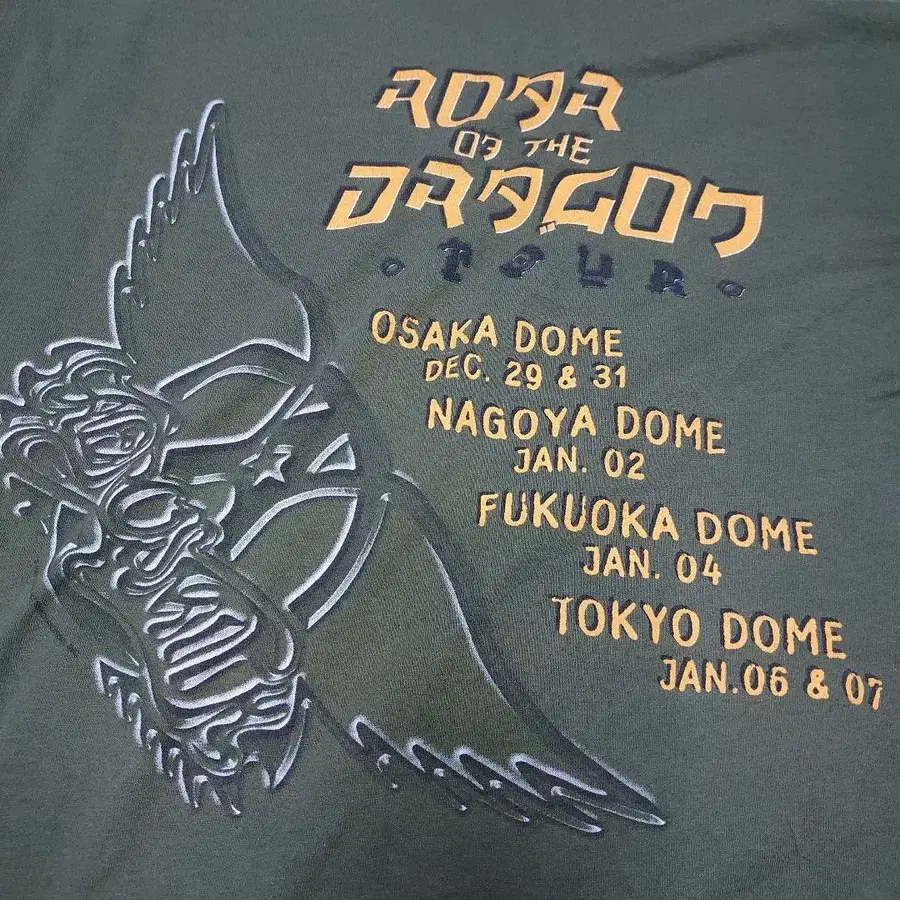 ROAR
OF THE
DRAGON
• TOUR •
OSAKA DOME
DEC. 29 & 31
NAGOYA DOME
JAN. 02
FUKUOKA DOME
JAN. 04
TOKYO DOME
JAN.06 & 07